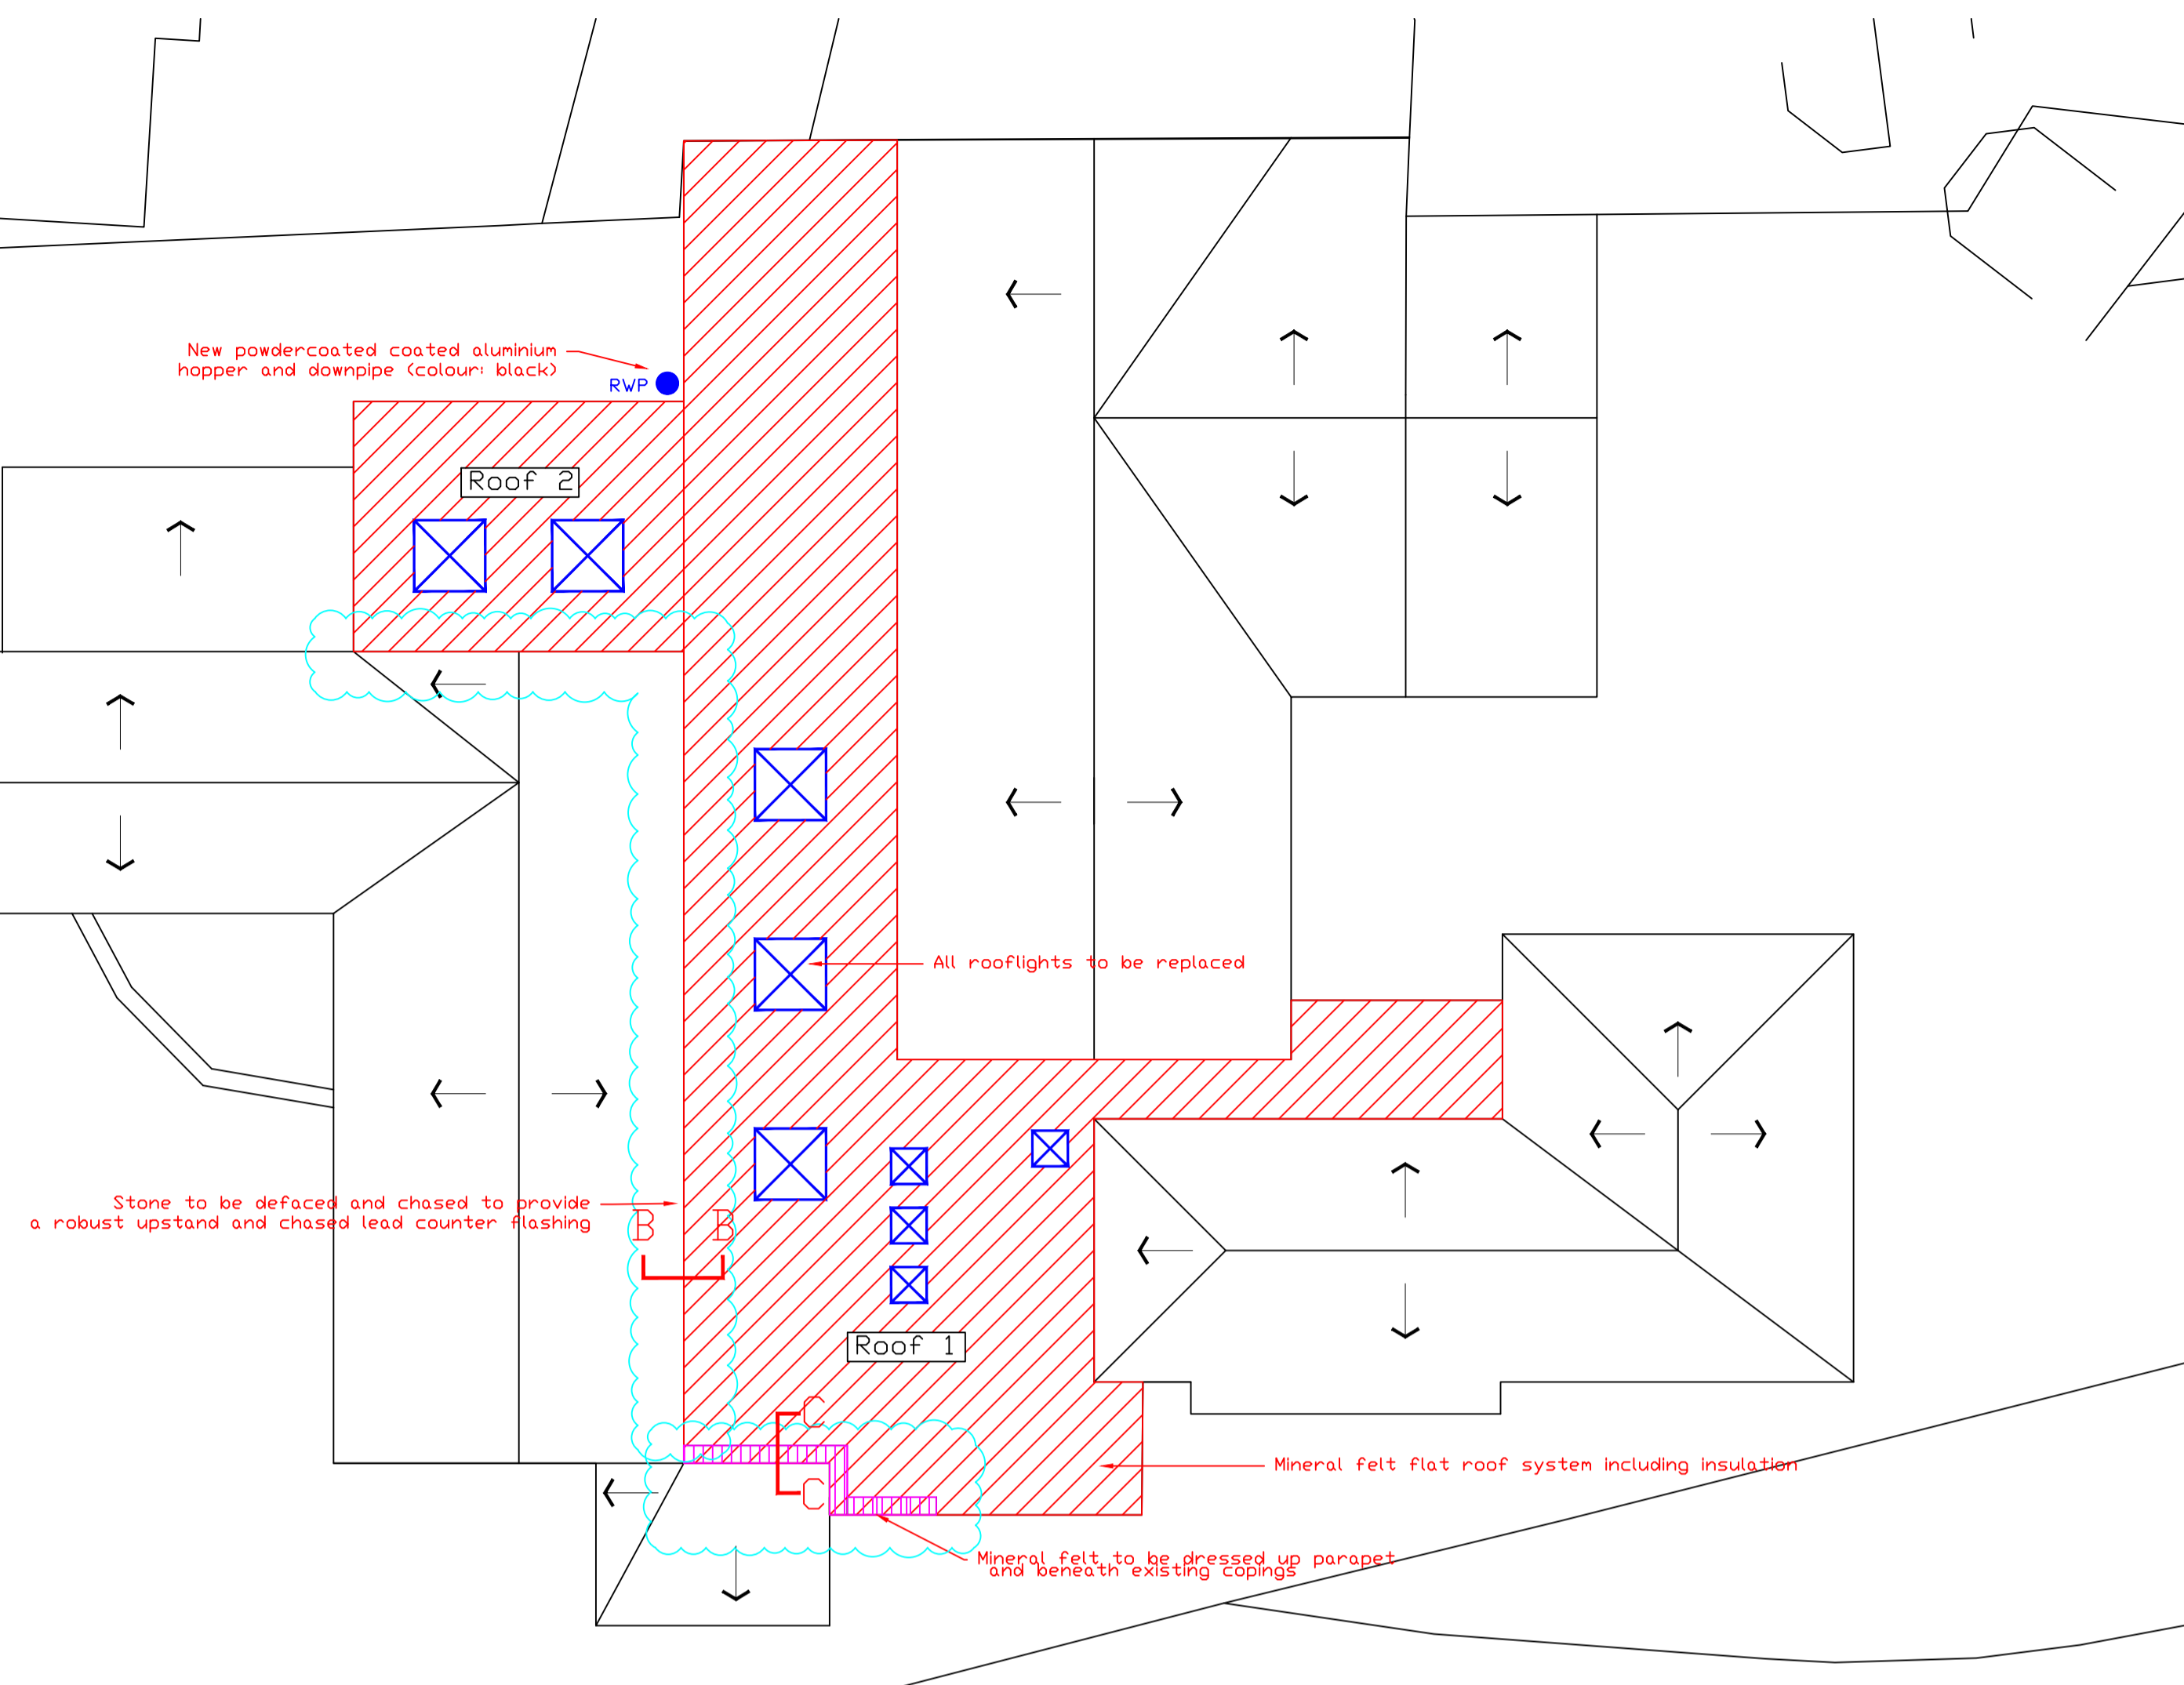 New powdercoated coated aluminium
hopper and downpipe (colour: black)
RWP
Roof 2
All rooflights to be replaced
Stone to be defaced and chased to provide
a robust upstand and chased lead counter flashing
B B
Roof 1
C
C
Mineral felt flat roof system including insulation
Mineral felt to be dressed up parapet
and beneath existing copings